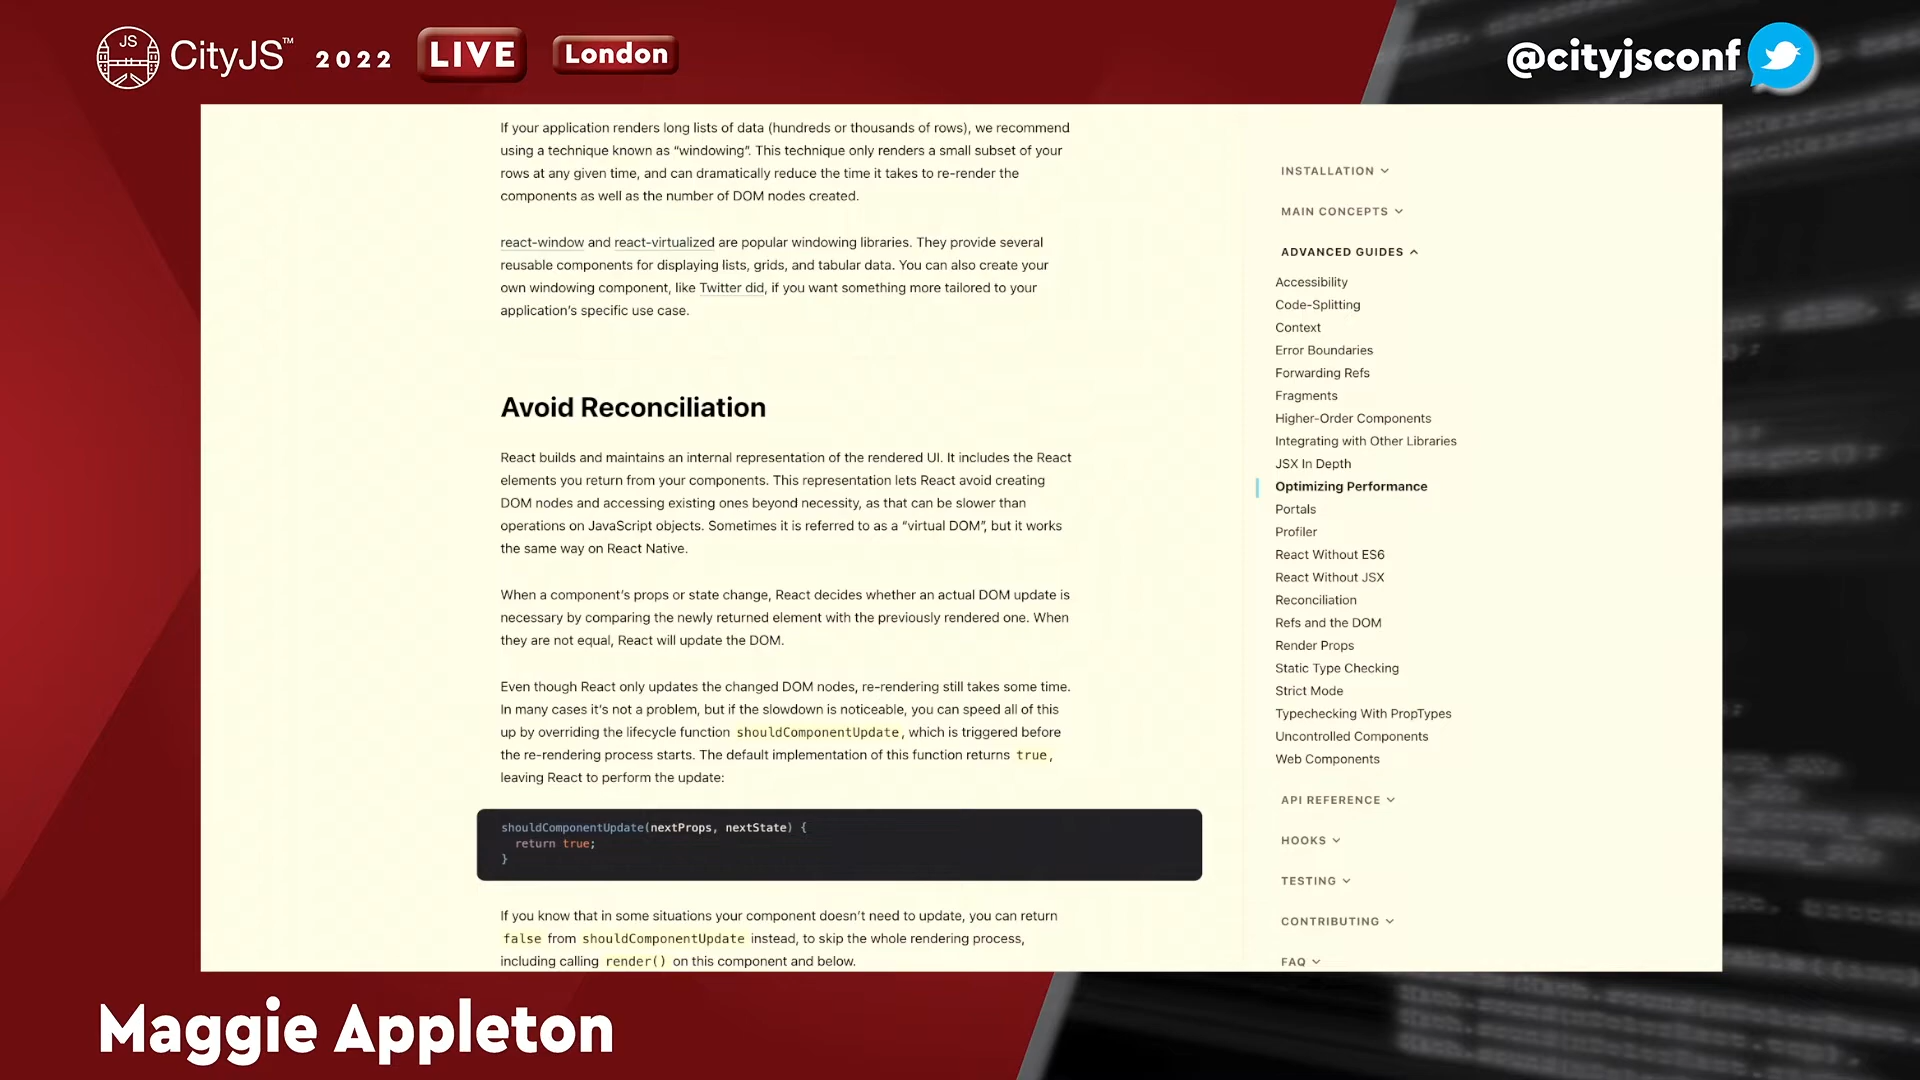 JS
CityJS™ 2022 LIVE London
@cityjsconf
If your application renders long lists of data (hundreds or thousands of rows), we recommend
using a technique known as “windowing”. This technique only renders a small subset of your
rows at any given time, and can dramatically reduce the time it takes to re-render the
components as well as the number of DOM nodes created.
react-window and react-virtualized are popular windowing libraries. They provide several
reusable components for displaying lists, grids, and tabular data. You can also create your
own windowing component, like Twitter did, if you want something more tailored to your
application’s specific use case.
Avoid Reconciliation
React builds and maintains an internal representation of the rendered UI. It includes the React
elements you return from your components. This representation lets React avoid creating
DOM nodes and accessing existing ones beyond necessity, as that can be slower than
operations on JavaScript objects. Sometimes it is referred to as a “virtual DOM”, but it works
the same way on React Native.
When a component’s props or state change, React decides whether an actual DOM update is
necessary by comparing the newly returned element with the previously rendered one. When
they are not equal, React will update the DOM.
Even though React only updates the changed DOM nodes, re-rendering still takes some time.
In many cases it’s not a problem, but if the slowdown is noticeable, you can speed all of this
up by overriding the lifecycle function shouldComponentUpdate, which is triggered before
the re-rendering process starts. The default implementation of this function returns true,
leaving React to perform the update:
shouldComponentUpdate(nextProps, nextState) {
return true;
}
If you know that in some situations your component doesn’t need to update, you can return
false from shouldComponentUpdate instead, to skip the whole rendering process,
including calling render() on this component and below.
INSTALLATION
MAIN CONCEPTS
ADVANCED GUIDES
Accessibility
Code-Splitting
Context
Error Boundaries
Forwarding Refs
Fragments
Higher-Order Components
Integrating with Other Libraries
JSX In Depth
Optimizing Performance
Portals
Profiler
React Without ES6
React Without JSX
Reconciliation
Refs and the DOM
Render Props
Static Type Checking
Strict Mode
Typechecking With PropTypes
Uncontrolled Components
Web Components
API REFERENCE
HOOKS
TESTING
CONTRIBUTING
FAQ
Maggie Appleton